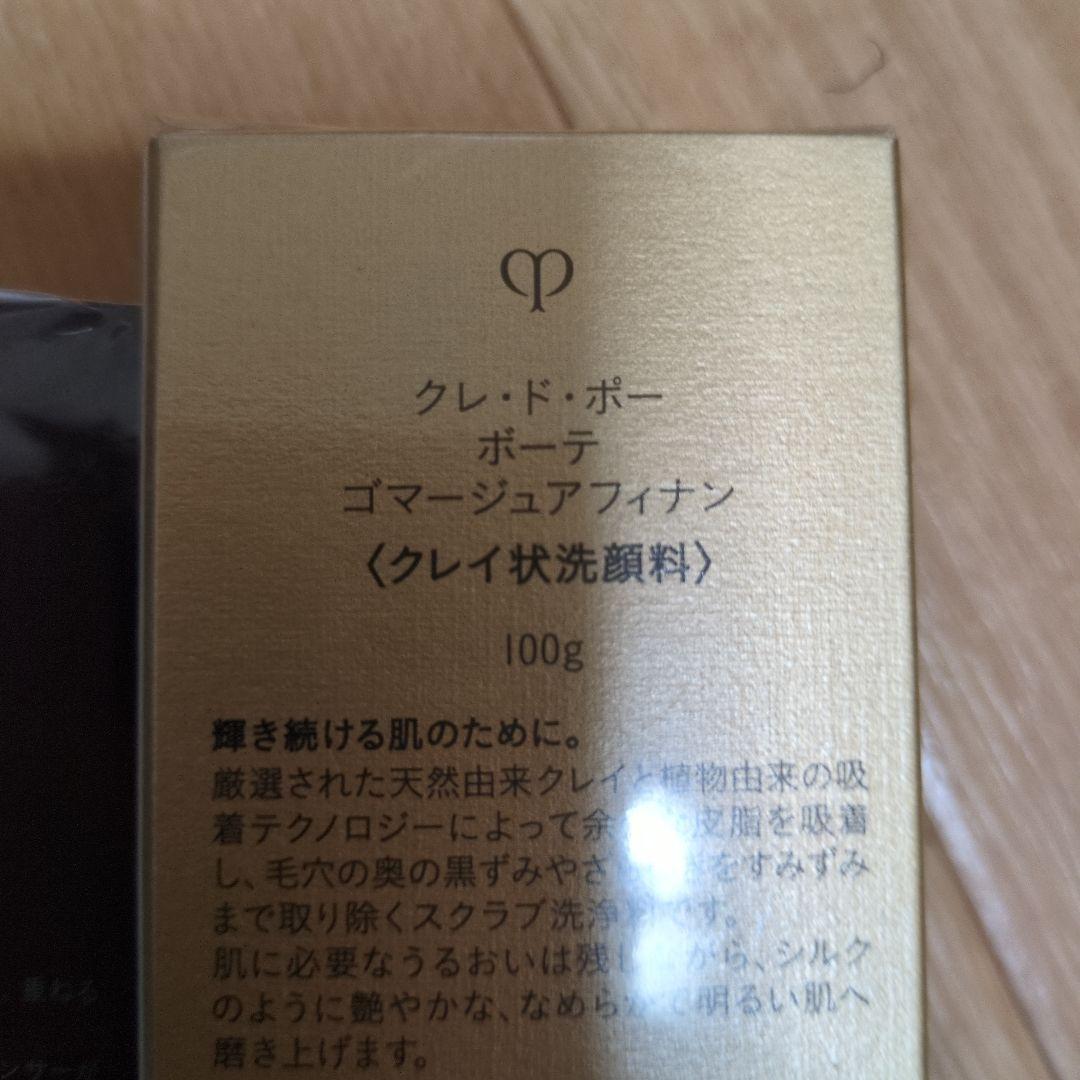 クレ・ド・ポー
ボーテ
ゴマージュアフィナン
〈クレイ状洗顔料〉
100g
輝き続ける肌のために。
厳選された天然由来クレイと植物由来の吸
着テクノロジーによって余 皮脂を吸着
し、毛穴の奥の黒ずみやさ をすみずみ
まで取り除くスクラブ洗浄料です。
肌に必要なうるおいは残し がら、シルク
のように艶やかな、なめらかで明るい肌へ
磨き上げます。
重ねる